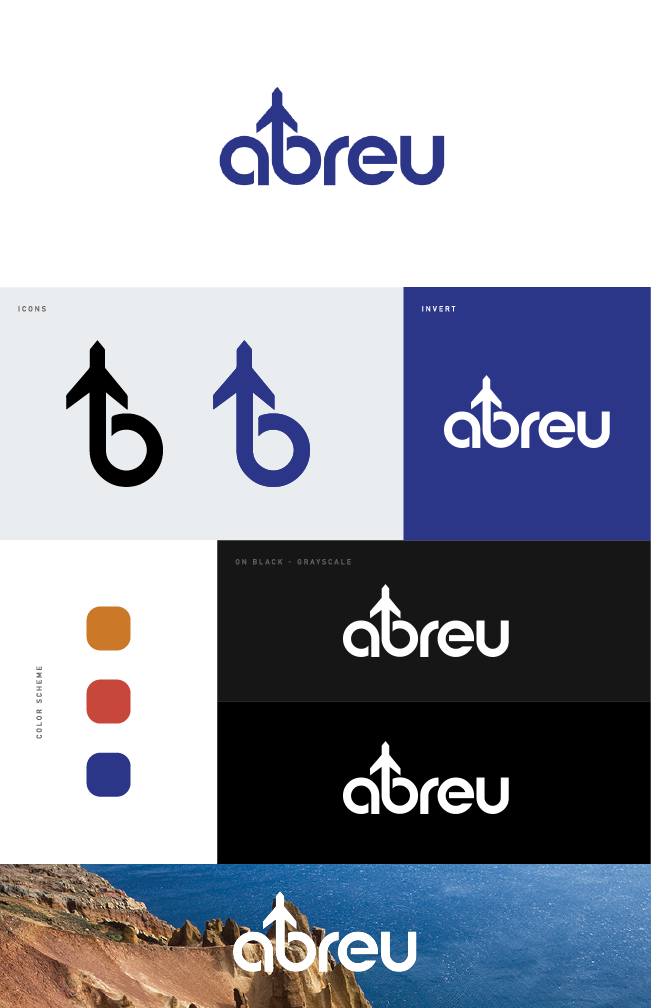 abreu
ICONS
b
b
INVERT
abreu
ON BLACK - GRAYSCALE
abreu
COLOR SCHEME
abreu
abreu